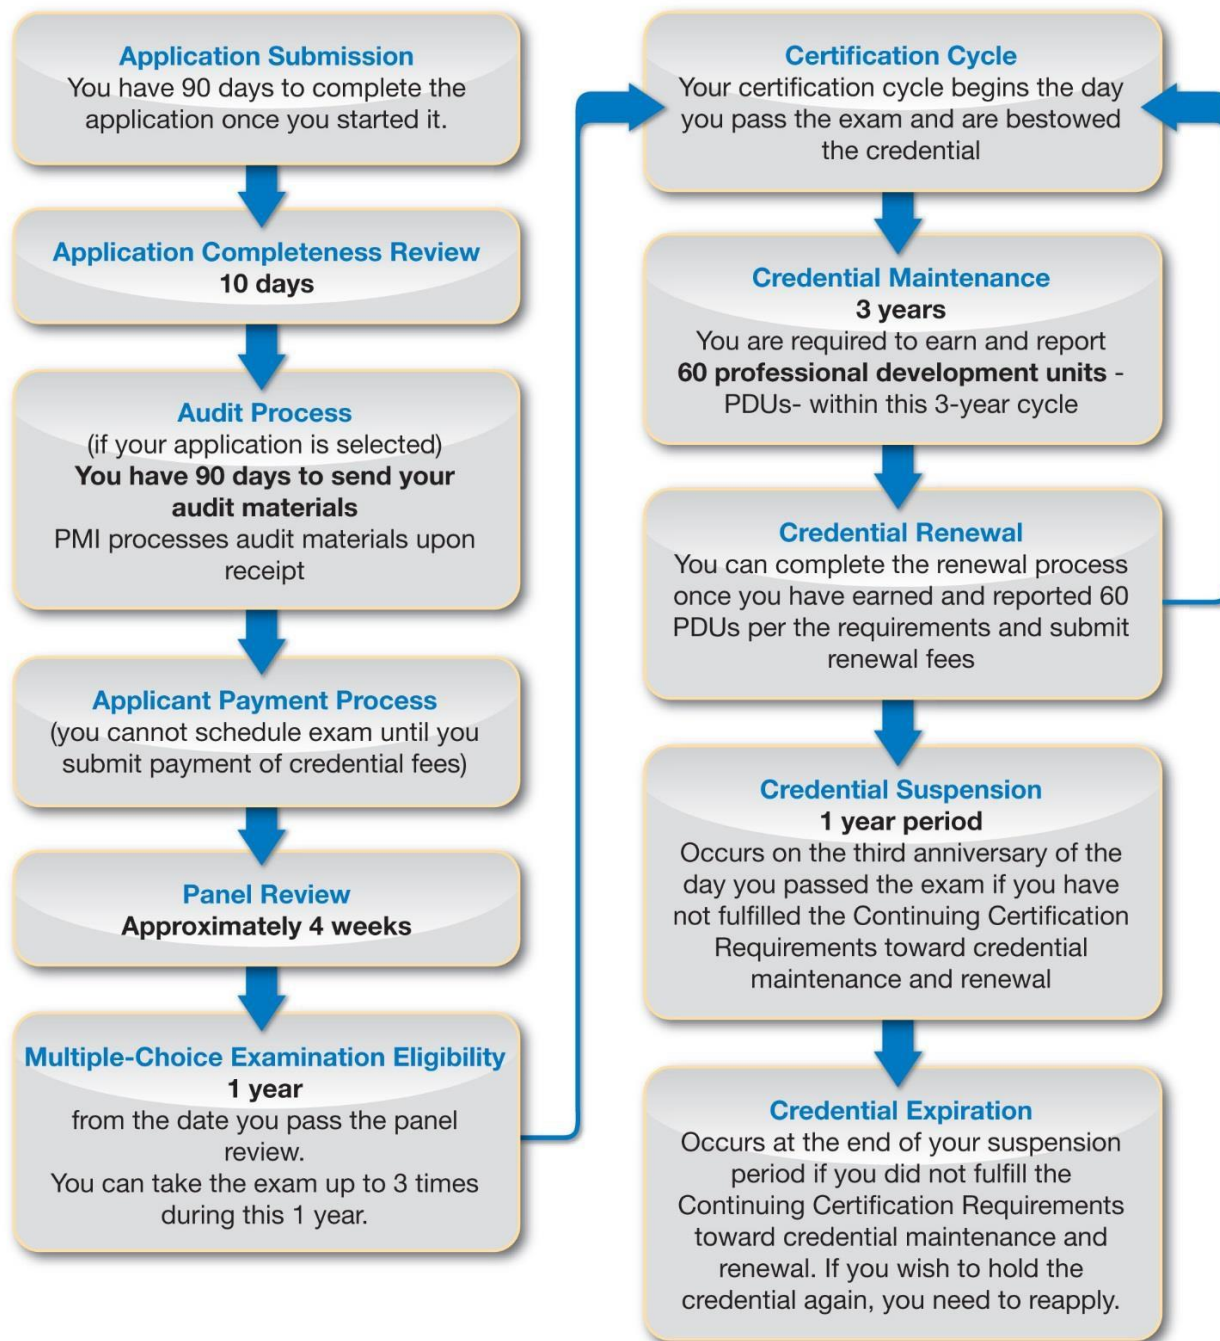 Application Submission
You have 90 days to complete the
application once you started it.
Application Completeness Review
10 days
Audit Process
(if your application is selected)
You have 90 days to send your
audit materials
PMI processes audit materials upon
receipt
Applicant Payment Process
(you cannot schedule exam until you
submit payment of credential fees)
Panel Review
Approximately 4 weeks
Multiple-Choice Examination Eligibility
1 year
from the date you pass the panel
review.
You can take the exam up to 3 times
during this 1 year.
Certification Cycle
Your certification cycle begins the day
you pass the exam and are bestowed
the credential
Credential Maintenance
3 years
You are required to earn and report
60 professional development units -
PDUs- within this 3-year cycle
Credential Renewal
You can complete the renewal process
once you have earned and reported 60
PDUs per the requirements and submit
renewal fees
Credential Suspension
1 year period
Occurs on the third anniversary of the
day you passed the exam if you have
not fulfilled the Continuing Certification
Requirements toward credential
maintenance and renewal
Credential Expiration
Occurs at the end of your suspension
period if you did not fulfill the
Continuing Certification Requirements
toward credential maintenance and
renewal. If you wish to hold the
credential again, you need to reapply.